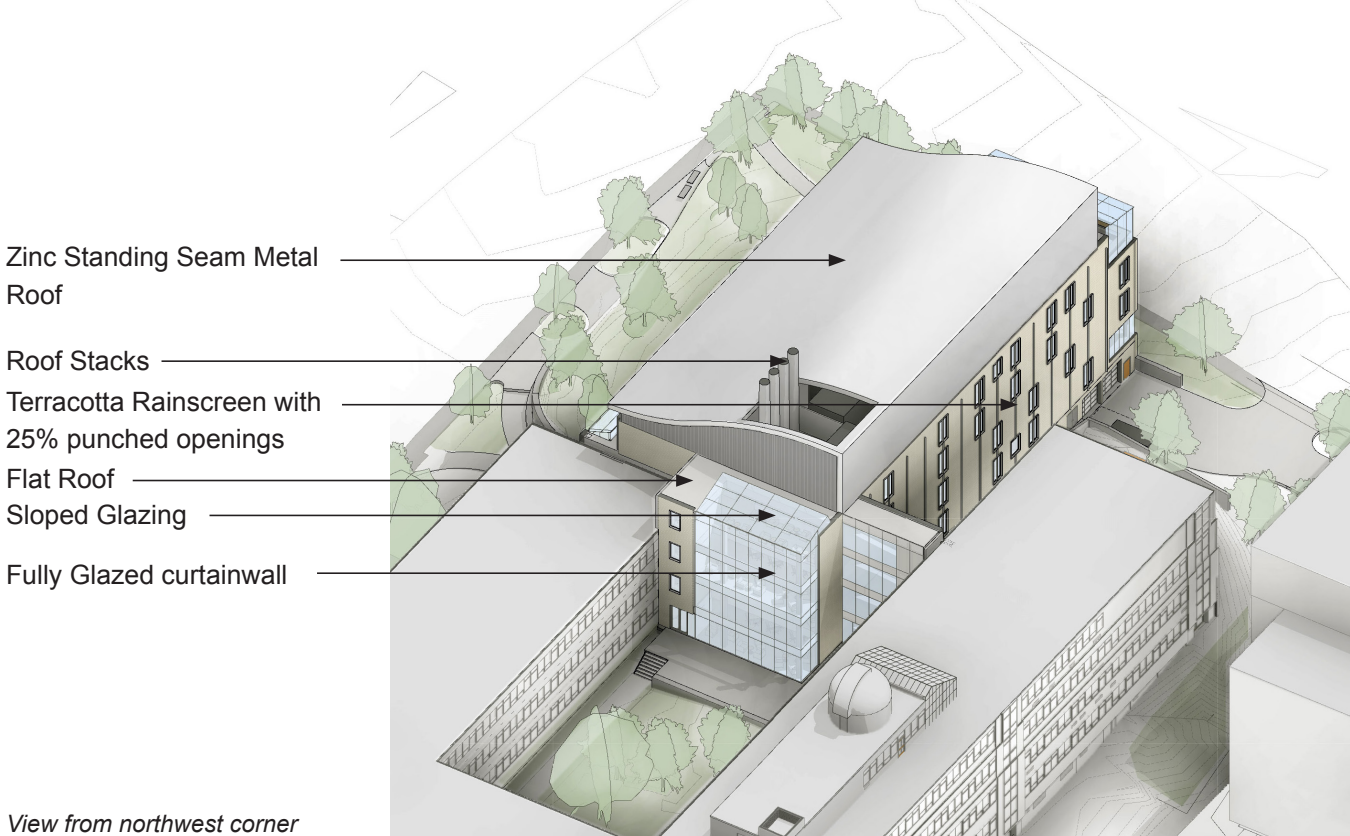 Zinc Standing Seam Metal
Roof
Roof Stacks
Terracotta Rainscreen with
25% punched openings
Flat Roof
Sloped Glazing
Fully Glazed curtainwall
View from northwest corner